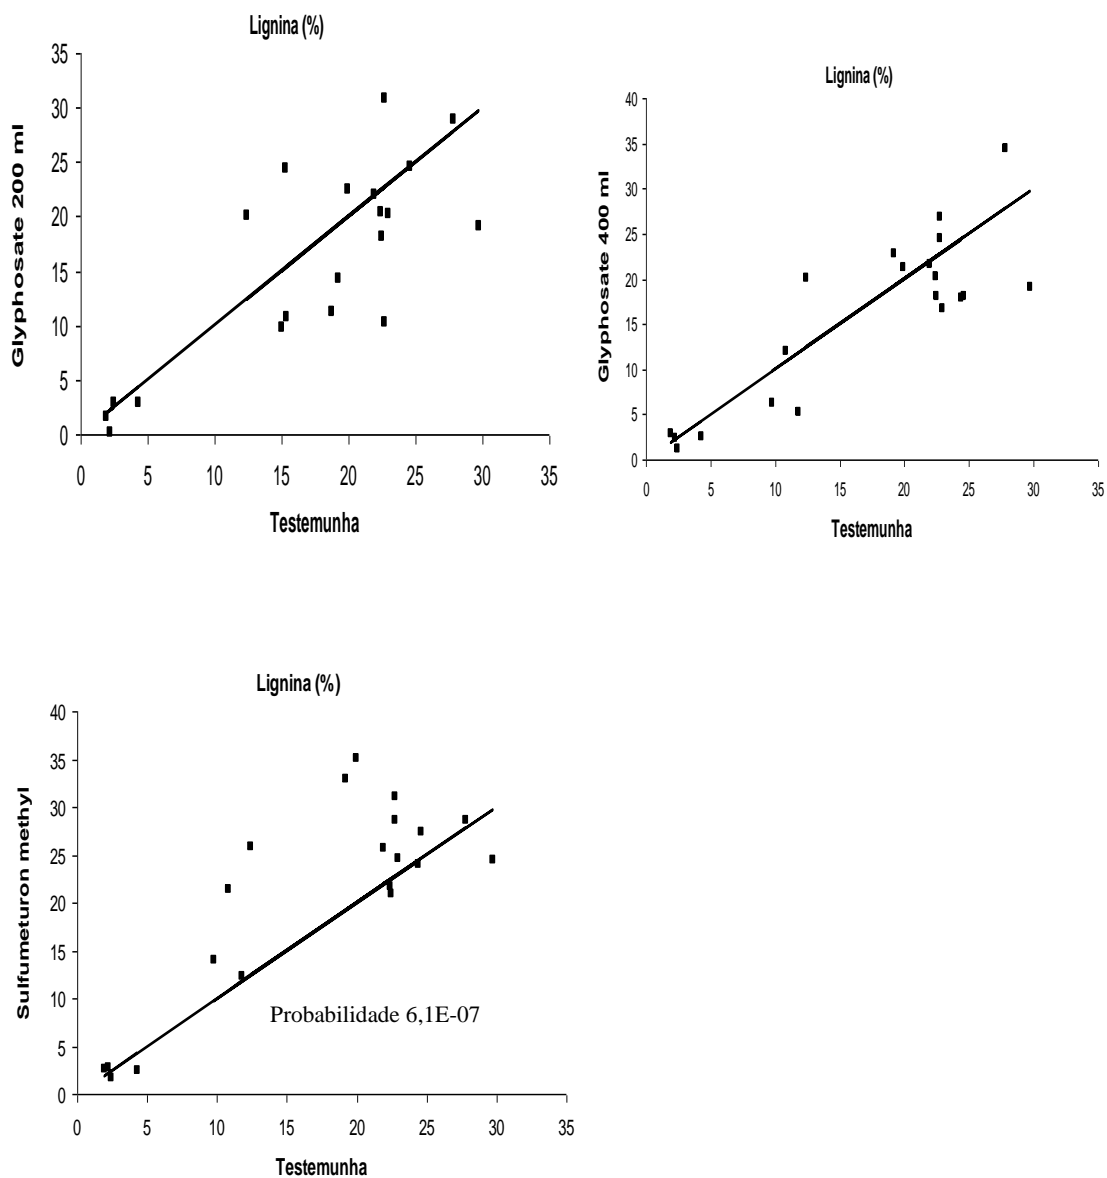 Lignina (%)
35
30
25
20
15
10
5
0
Glyphosate 200 ml
0 5 10 15 20 25 30 35
Testemunha
Lignina (%)
40
35
30
25
20
15
10
5
0
Glyphosate 400 ml
0 5 10 15 20 25 30 35
Testemunha
Lignina (%)
40
35
30
25
20
15
10
5
0
Sulfumeturon methyl
Probabilidade 6,1E-07
0 5 10 15 20 25 30 35
Testemunha